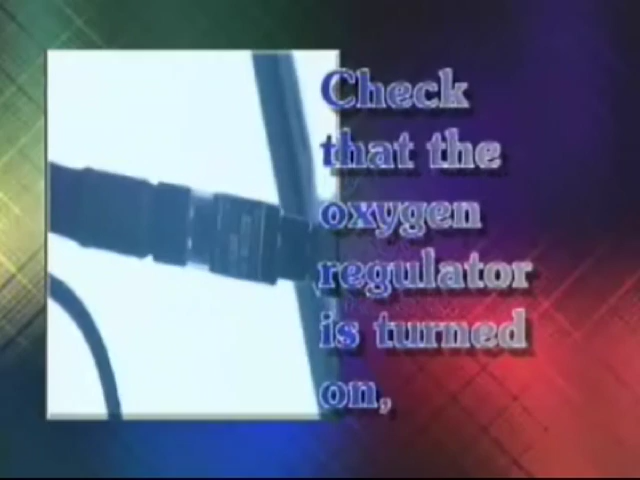 Check
that the
oxygen
regulator
is turned
on,